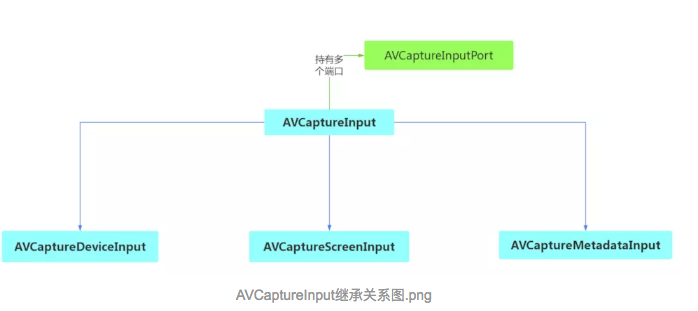 AVCaptureInputPort
持有多
个端口
AVCaptureInput
AVCaptureDeviceInput
AVCaptureScreenInput
AVCaptureMetadataInput
AVCaptureInput继承关系图.png